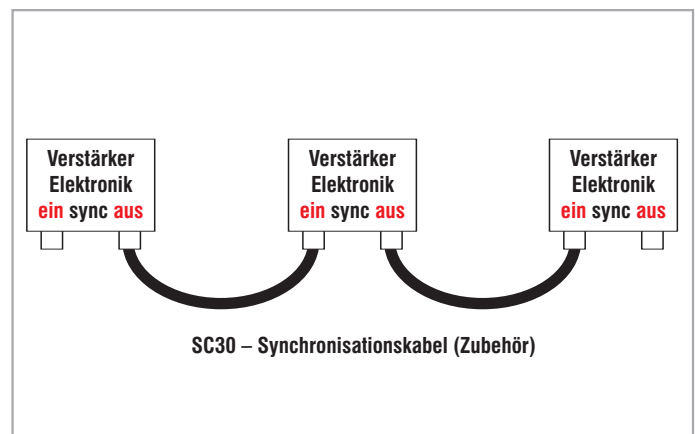 Verstärker
Elektronik
ein sync aus
Verstärker
Elektronik
ein sync aus
Verstärker
Elektronik
ein sync aus
SC30 – Synchronisationskabel (Zubehör)